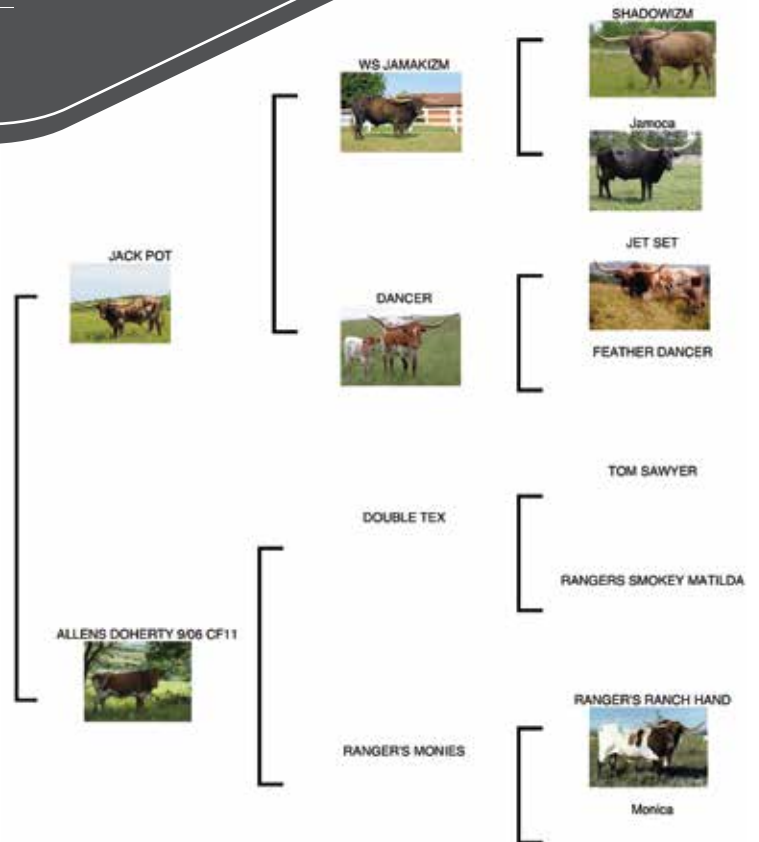 SHADOWIZM
WS JAMAKIZM
Jamoca
JACK POT
JET SET
DANCER
FEATHER DANCER
TOM SAWYER
DOUBLE TEX
RANGERS SMOKEY MATILDA
ALLENS DOHERTY 9/06 CF11
RANGER'S RANCH HAND
RANGER'S MONIES
Monica